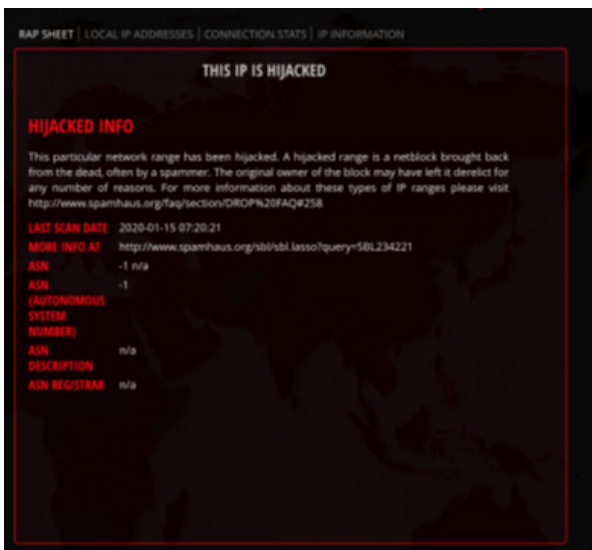 RAP SHEET | LOCAL IP ADDRESSES | CONNECTION STATS | IP INFORMATION
THIS IP IS HIJACKED
HIJACKED INFO
This particular network range has been hijacked. A hijacked range is a netblock brought back
from the dead, often by a spammer. The original owner of the block may have left it derelict for
any number of reasons. For more information about these types of IP ranges please visit
http://www.spamhaus.org/faq/section/DROP%20FAQ#258
LAST SCAN DATE 2020-01-15 07:20:21
MORE INFO AT http://www.spamhaus.org/sbl/sbl.lasso?query=SBL234221
ASN -1 n/a
ASN -1
(AUTONOMOUS
SYSTEM
NUMBER)
ASN n/a
DESCRIPTION
ASN REGISTRAR n/a